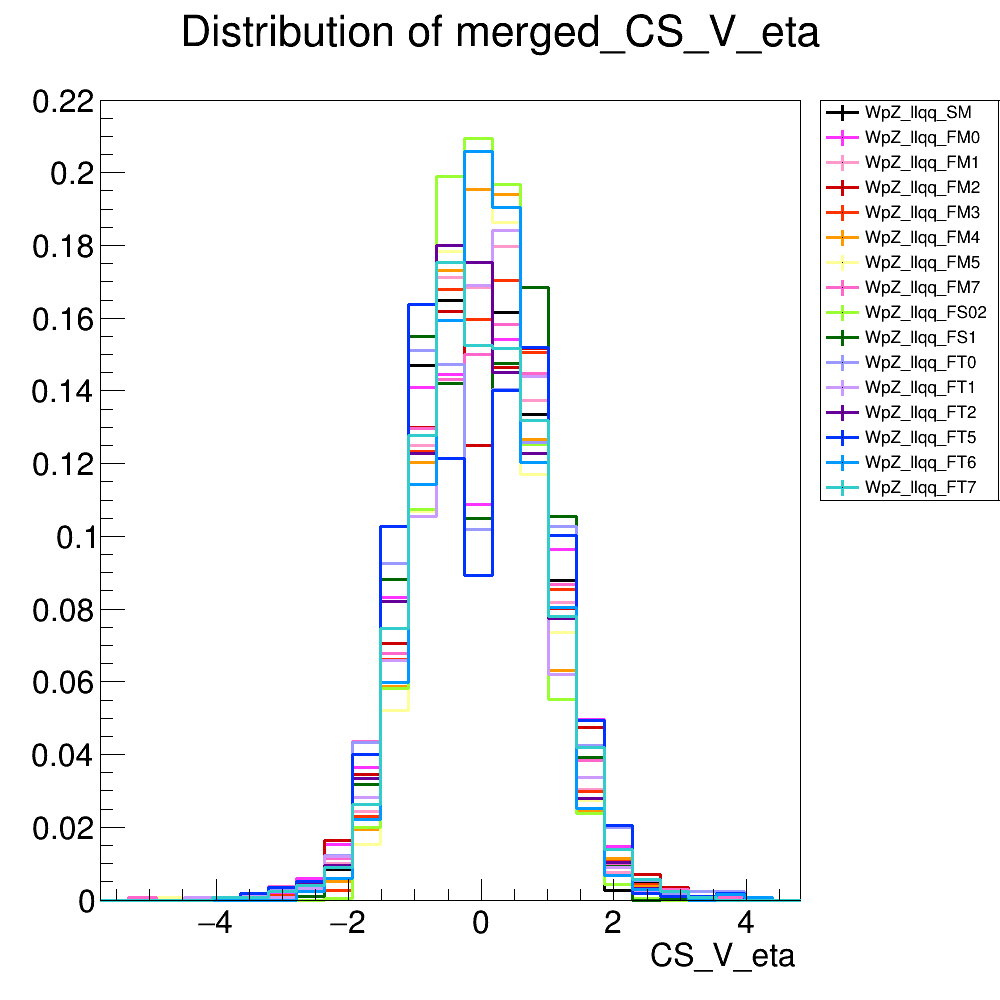 Distribution of merged_CS_V_eta
0.22
0.2
0.18
0.16
0.14
0.12
0.1
0.08
0.06
0.04
0.02
0
−4
−2
0
2
4
CS_V_eta
WpZ_llqq_SM
WpZ_llqq_FM0
WpZ_llqq_FM1
WpZ_llqq_FM2
WpZ_llqq_FM3
WpZ_llqq_FM4
WpZ_llqq_FM5
WpZ_llqq_FM7
WpZ_llqq_FS02
WpZ_llqq_FS1
WpZ_llqq_FT0
WpZ_llqq_FT1
WpZ_llqq_FT2
WpZ_llqq_FT5
WpZ_llqq_FT6
WpZ_llqq_FT7